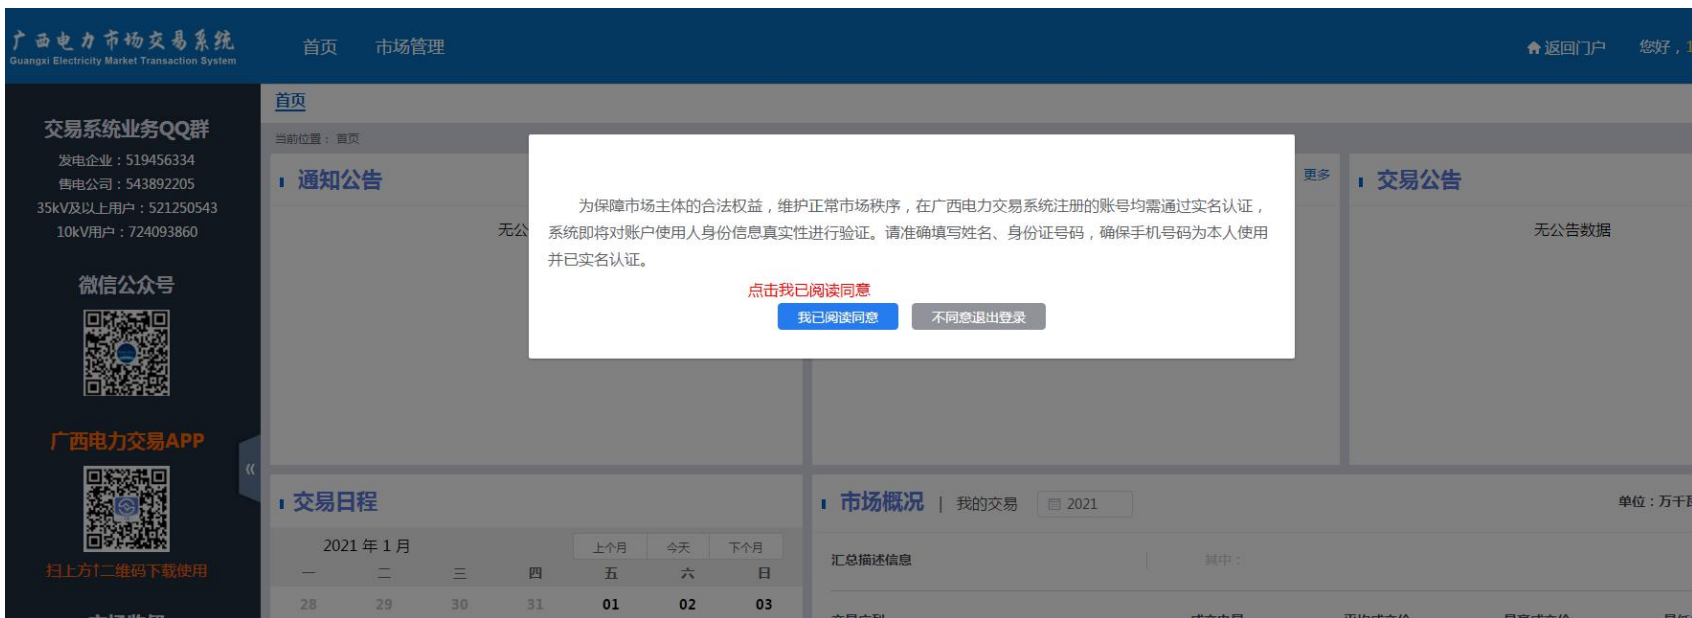 广西电力市场交易系统
Guangxi Electricity Market Transaction System
首页 市场管理
返回门户 您好，1
交易系统业务QQ群
发电企业：519456334
售电公司：543892205
35kV及以上用户：521250543
10kV用户：724093860
微信公众号
广西电力交易APP
扫上方↑二维码下载使用
首页
当前位置： 首页
通知公告
无公
更多
交易公告
无公告数据
为保障市场主体的合法权益，维护正常市场秩序，在广西电力交易系统注册的账号均需通过实名认证，
系统即将对账户使用人身份信息真实性进行验证。请准确填写姓名、身份证号码，确保手机号码为本人使用
并已实名认证。
点击我已阅读同意
我已阅读同意 不同意退出登录
«
交易日程
2021 年 1 月 上个月 今天 下个月
一 二 三 四 五 六 日
28 29 30 31 01 02 03
市场概况 | 我的交易 2021
单位：万千瓦
汇总描述信息 其中：